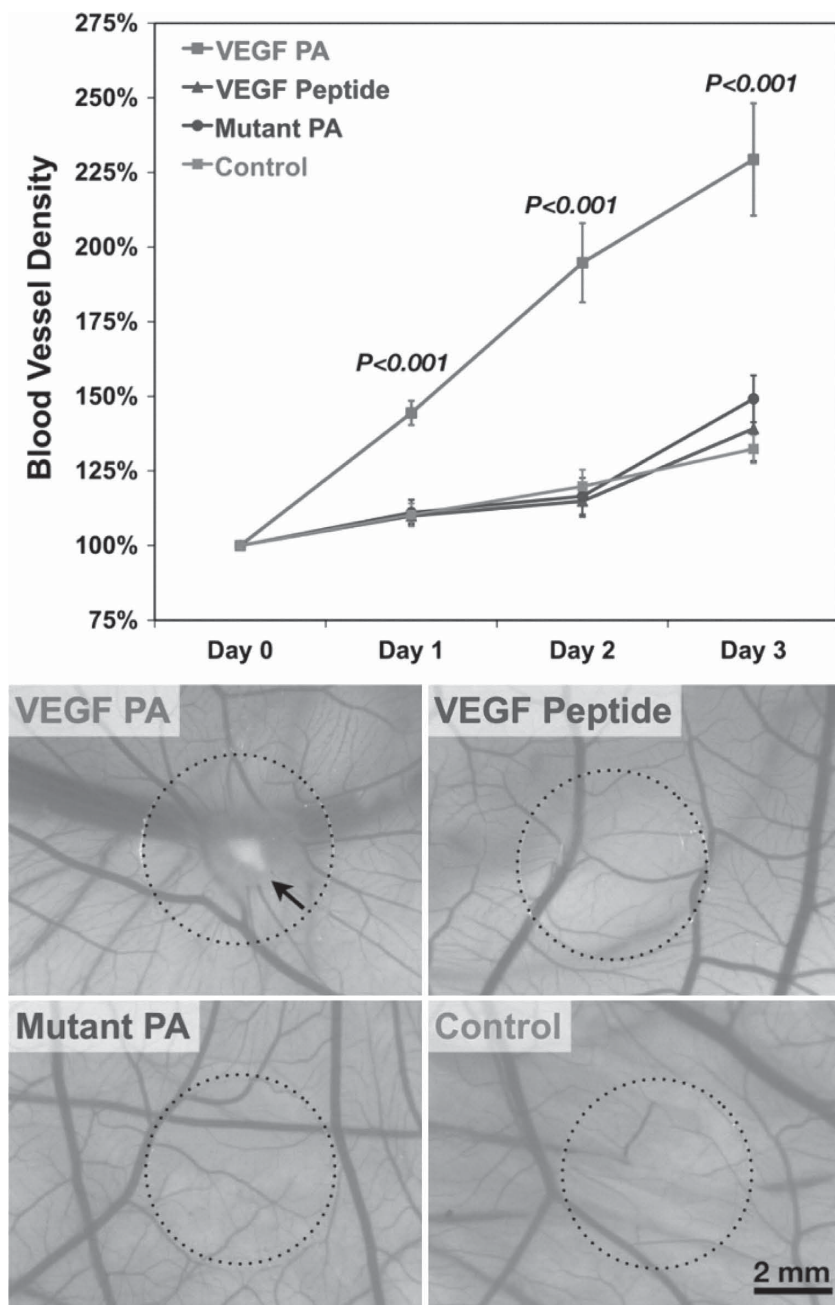 275%
250%
225%
200%
175%
150%
125%
100%
75%
Blood Vessel Density
VEGF PA
VEGF Peptide
Mutant PA
Control
P<0.001
P<0.001
P<0.001
Day 0
Day 1
Day 2
Day 3
VEGF PA
VEGF Peptide
Mutant PA
Control
2 mm